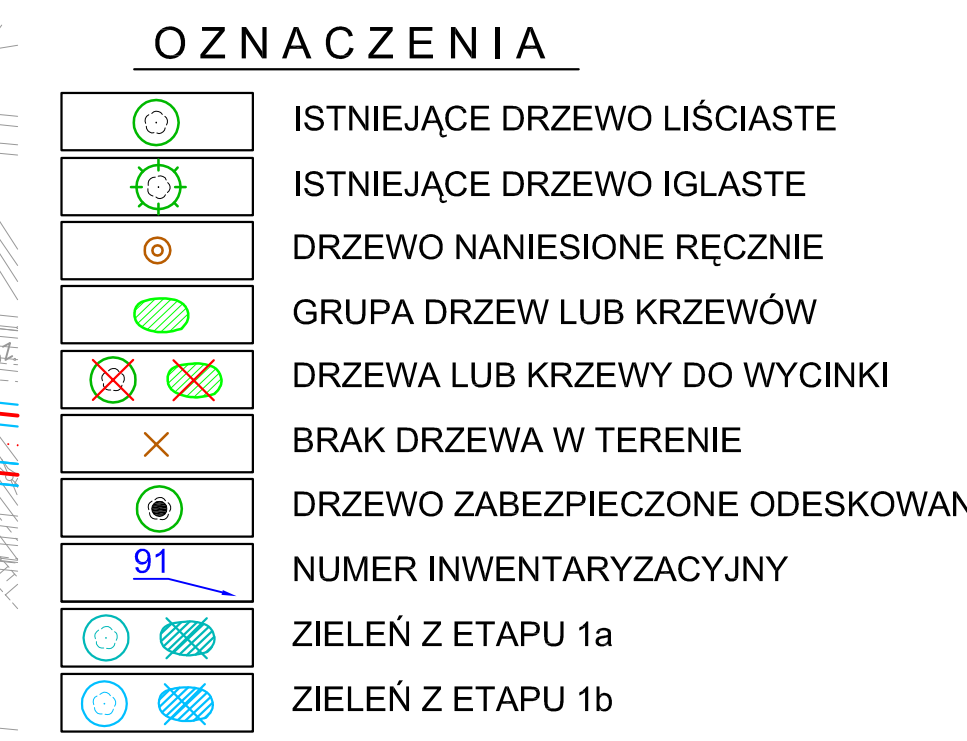 OZNACZENIA
ISTNIEJĄCE DRZEWO LIŚCIASTE
ISTNIEJĄCE DRZEWO IGLASTE
DRZEWO NANIESIONE RĘCZNIE
GRUPA DRZEW LUB KRZEWÓW
DRZEWA LUB KRZEWY DO WYCINKI
BRAK DRZEWA W TERENIE
DRZEWO ZABEZPIECZONE ODESKOWAN
91 NUMER INWENTARYZACYJNY
ZIELEŃ Z ETAPU 1a
ZIELEŃ Z ETAPU 1b